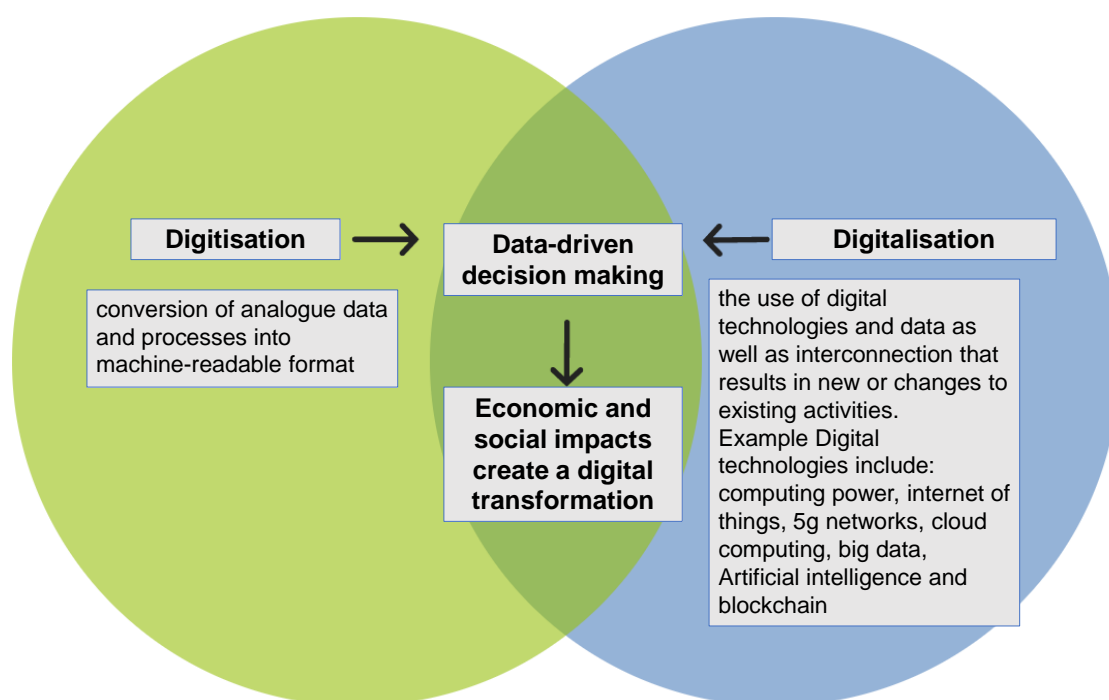 Digitisation
conversion of analogue data
and processes into
machine-readable format
Data-driven
decision making
Economic and
social impacts
create a digital
transformation
Digitalisation
the use of digital
technologies and data as
well as interconnection that
results in new or changes to
existing activities.
Example Digital
technologies include:
computing power, internet of
things, 5g networks, cloud
computing, big data,
Artificial intelligence and
blockchain